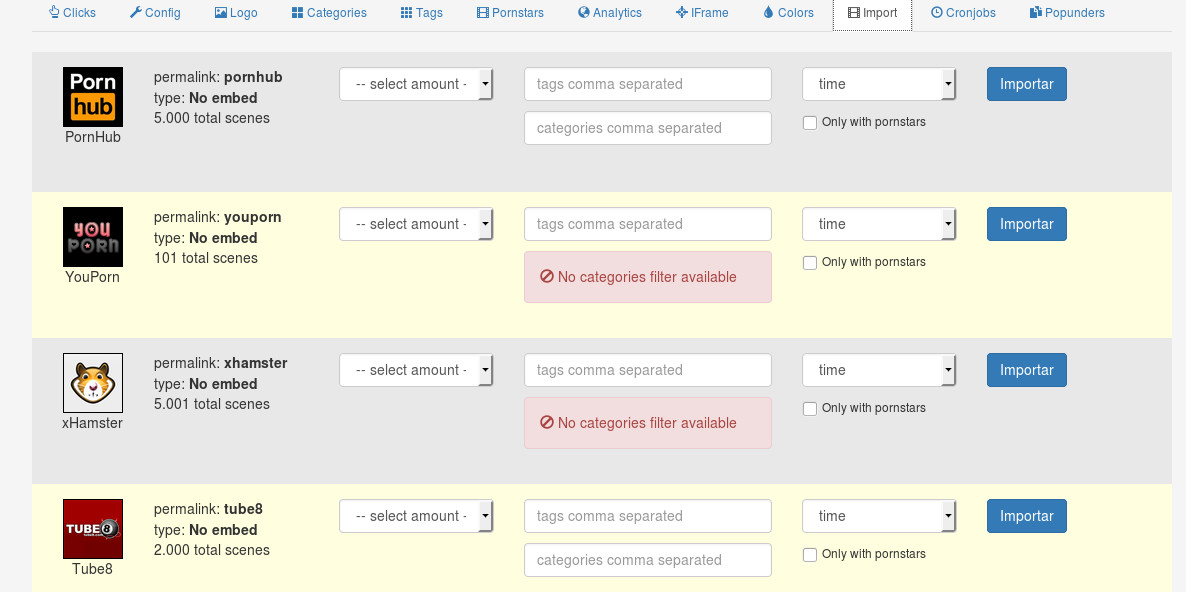 Clicks Config Logo Categories Tags Pornstars Analytics IFrame Colors Import Cronjobs Popunders
Porn
hub
PornHub
permalink: pornhub
type: No embed
5.000 total scenes
-- select amount -
tags comma separated
categories comma separated
time
Only with pornstars
Importar
YOU
PORN
YouPorn
permalink: youporn
type: No embed
101 total scenes
-- select amount -
tags comma separated
No categories filter available
time
Only with pornstars
Importar
xHamster
permalink: xhamster
type: No embed
5.001 total scenes
-- select amount -
tags comma separated
No categories filter available
time
Only with pornstars
Importar
TUBE8
Tube8
permalink: tube8
type: No embed
2.000 total scenes
-- select amount -
tags comma separated
categories comma separated
time
Only with pornstars
Importar